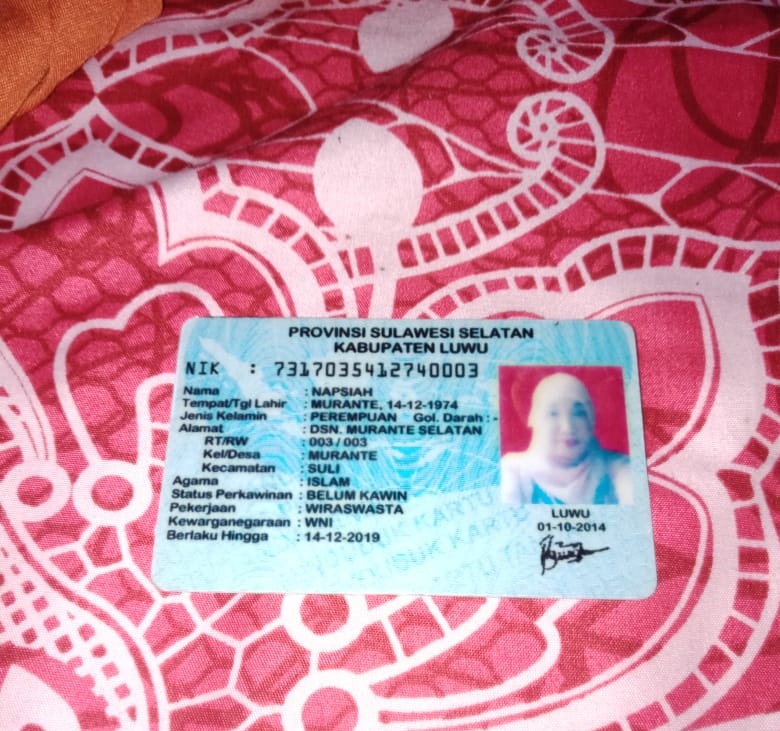 PROVINSI SULAWESI SELATAN
KABUPATEN LUWU
NIK : 7317035412740003
Nama : NAPSIAH
Tempat/Tgl Lahir : MURANTE, 14-12-1974
Jenis Kelamin : PEREMPUAN Gol. Darah : -
Alamat : DSN. MURANTE SELATAN
RT/RW : 003 / 003
Kel/Desa : MURANTE
Kecamatan : SULI
Agama : ISLAM
Status Perkawinan : BELUM KAWIN
Pekerjaan : WIRASWASTA
Kewarganegaraan : WNI
Berlaku Hingga : 14-12-2019
LUWU
01-10-2014